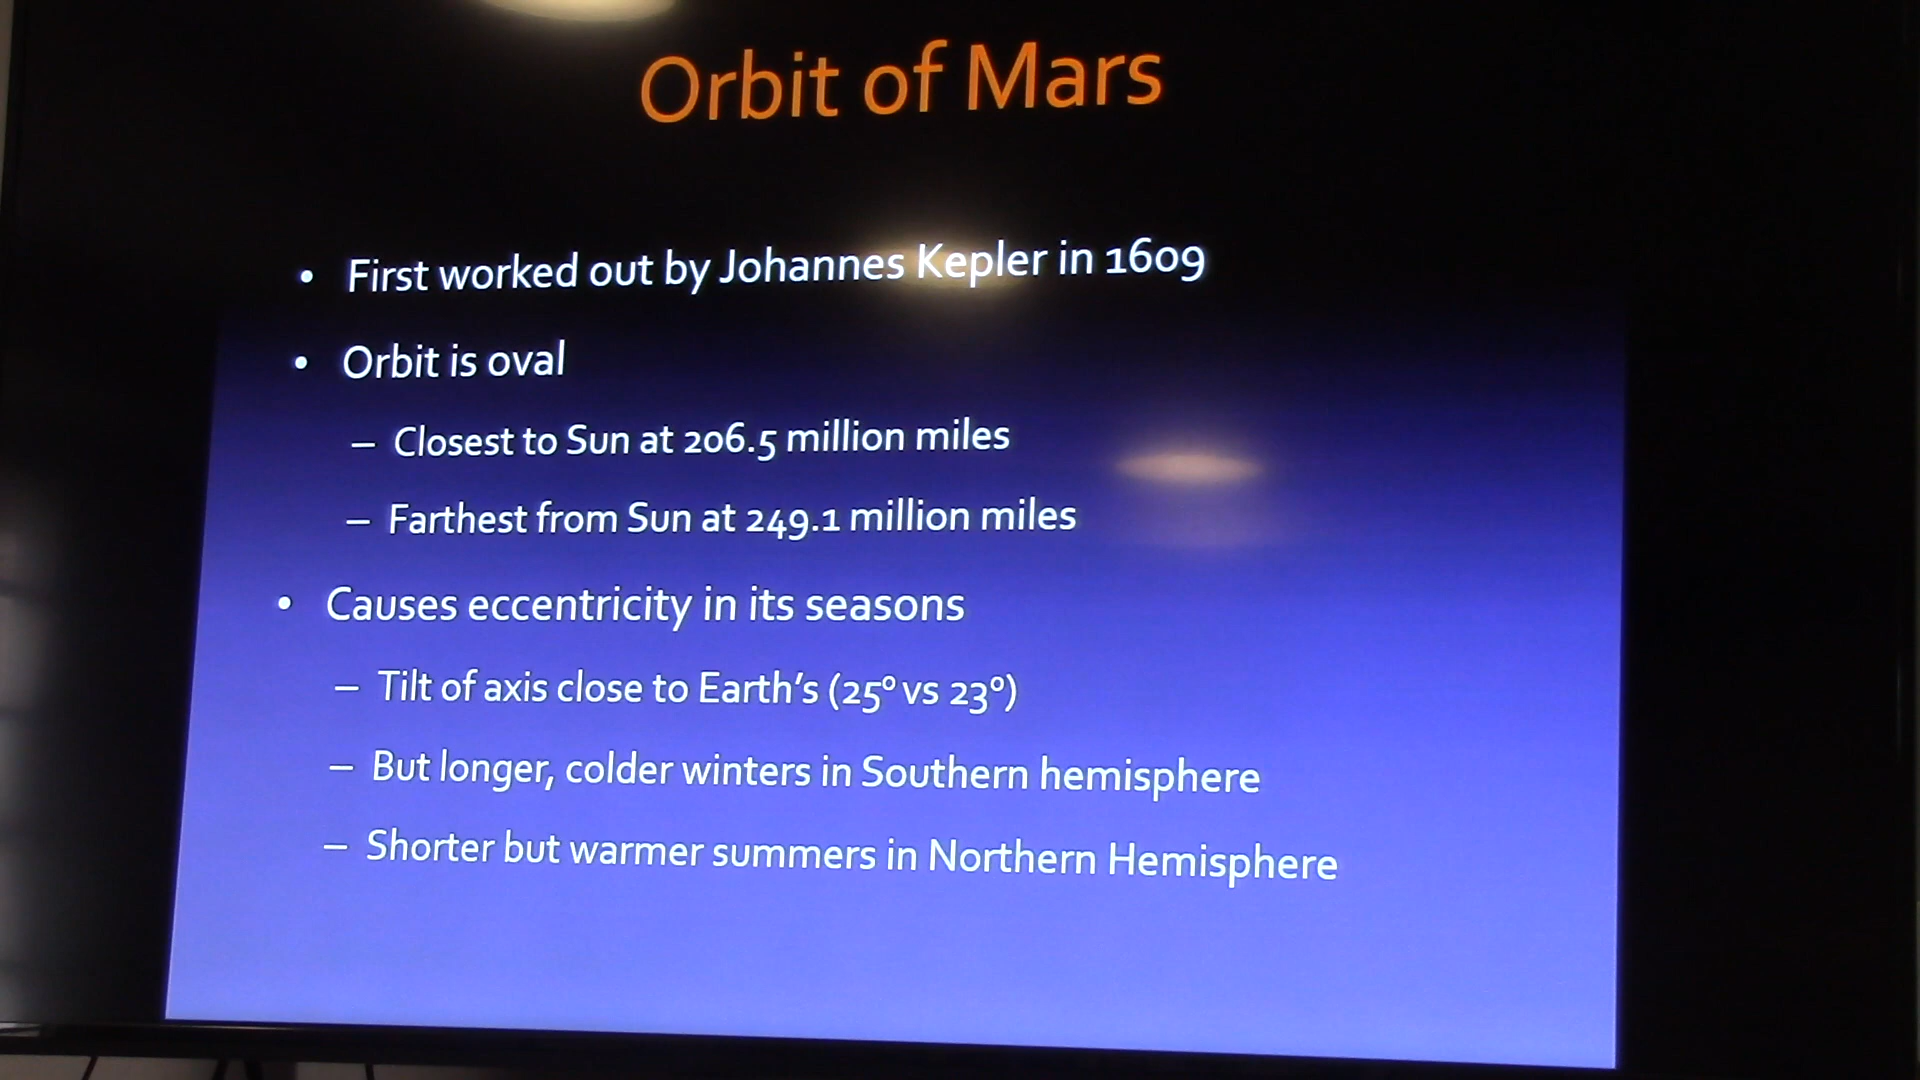 Orbit of Mars
• First worked out by Johannes Kepler in 1609
• Orbit is oval
– Closest to Sun at 206.5 million miles
– Farthest from Sun at 249.1 million miles
• Causes eccentricity in its seasons
– Tilt of axis close to Earth's (25º vs 23º)
– But longer, colder winters in Southern hemisphere
– Shorter but warmer summers in Northern Hemisphere